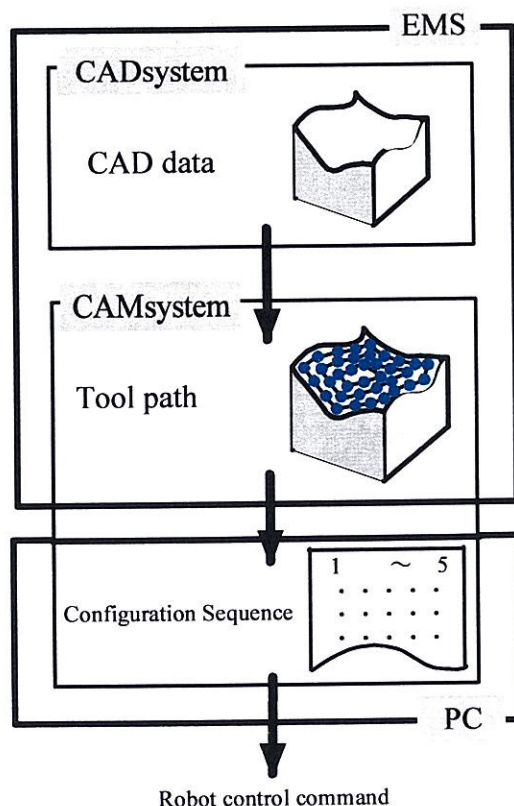 EMS
CADsystem
CAD data
CAMsystem
Tool path
1 ～ 5
Configuration Sequence
PC
Robot control command